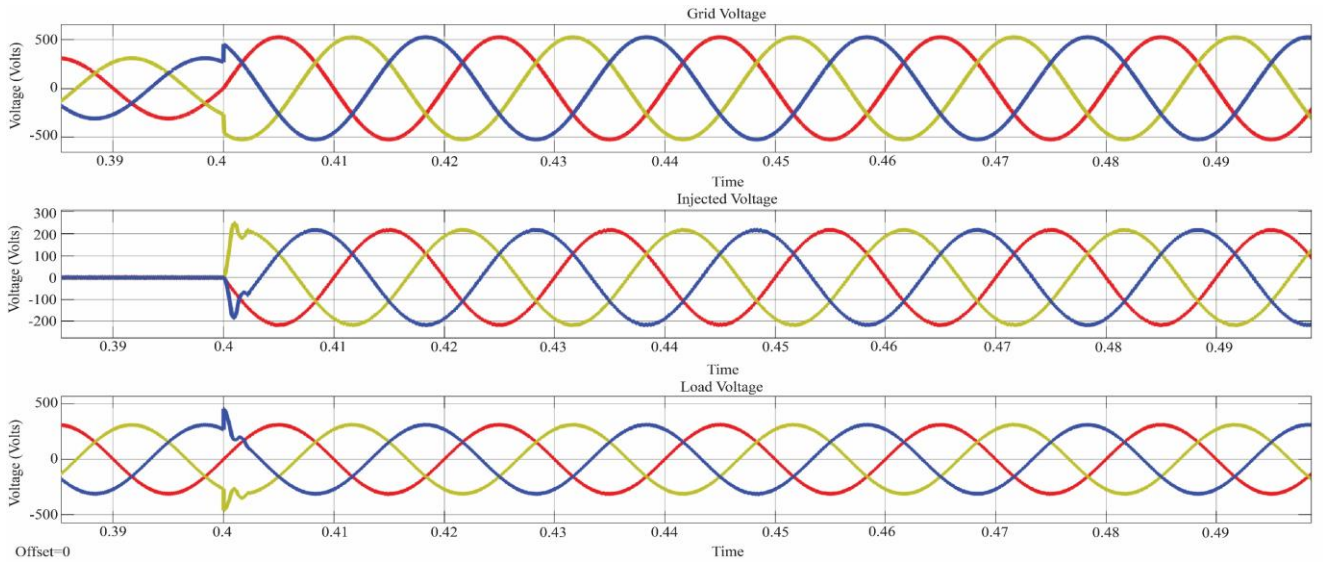 Grid Voltage
Voltage (Volts)
500
0
-500
0.39 0.4 0.41 0.42 0.43 0.44 0.45 0.46 0.47 0.48 0.49
Time
Injected Voltage
Voltage (Volts)
300
200
100
0
-100
-200
0.39 0.4 0.41 0.42 0.43 0.44 0.45 0.46 0.47 0.48 0.49
Time
Load Voltage
Voltage (Volts)
500
0
-500
0.39 0.4 0.41 0.42 0.43 0.44 0.45 0.46 0.47 0.48 0.49
Offset=0 Time